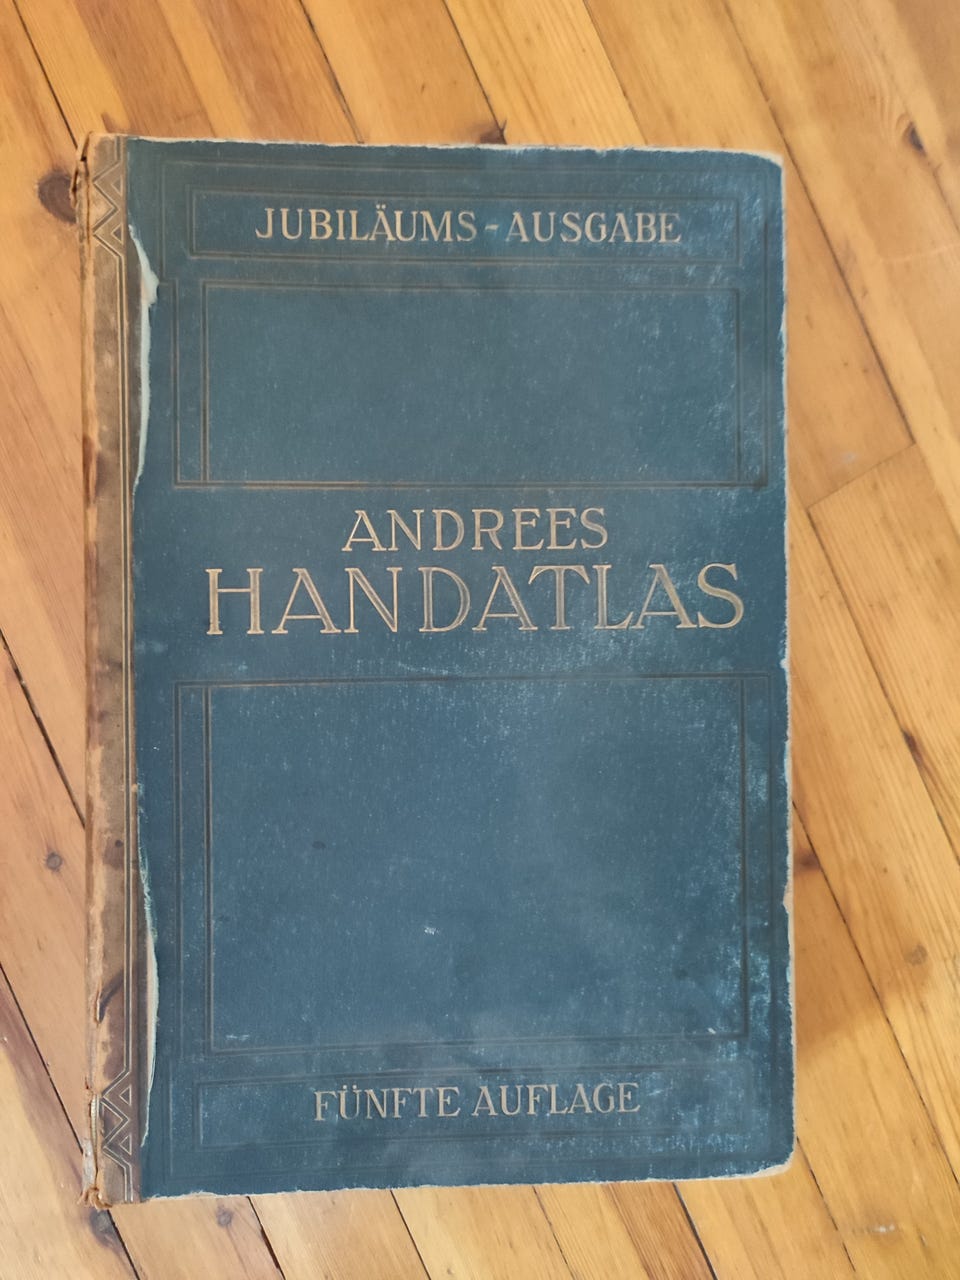 JUBILÄUMS-AUSGABE
ANDREES
HANDATLAS
FÜNFTE AUFLAGE